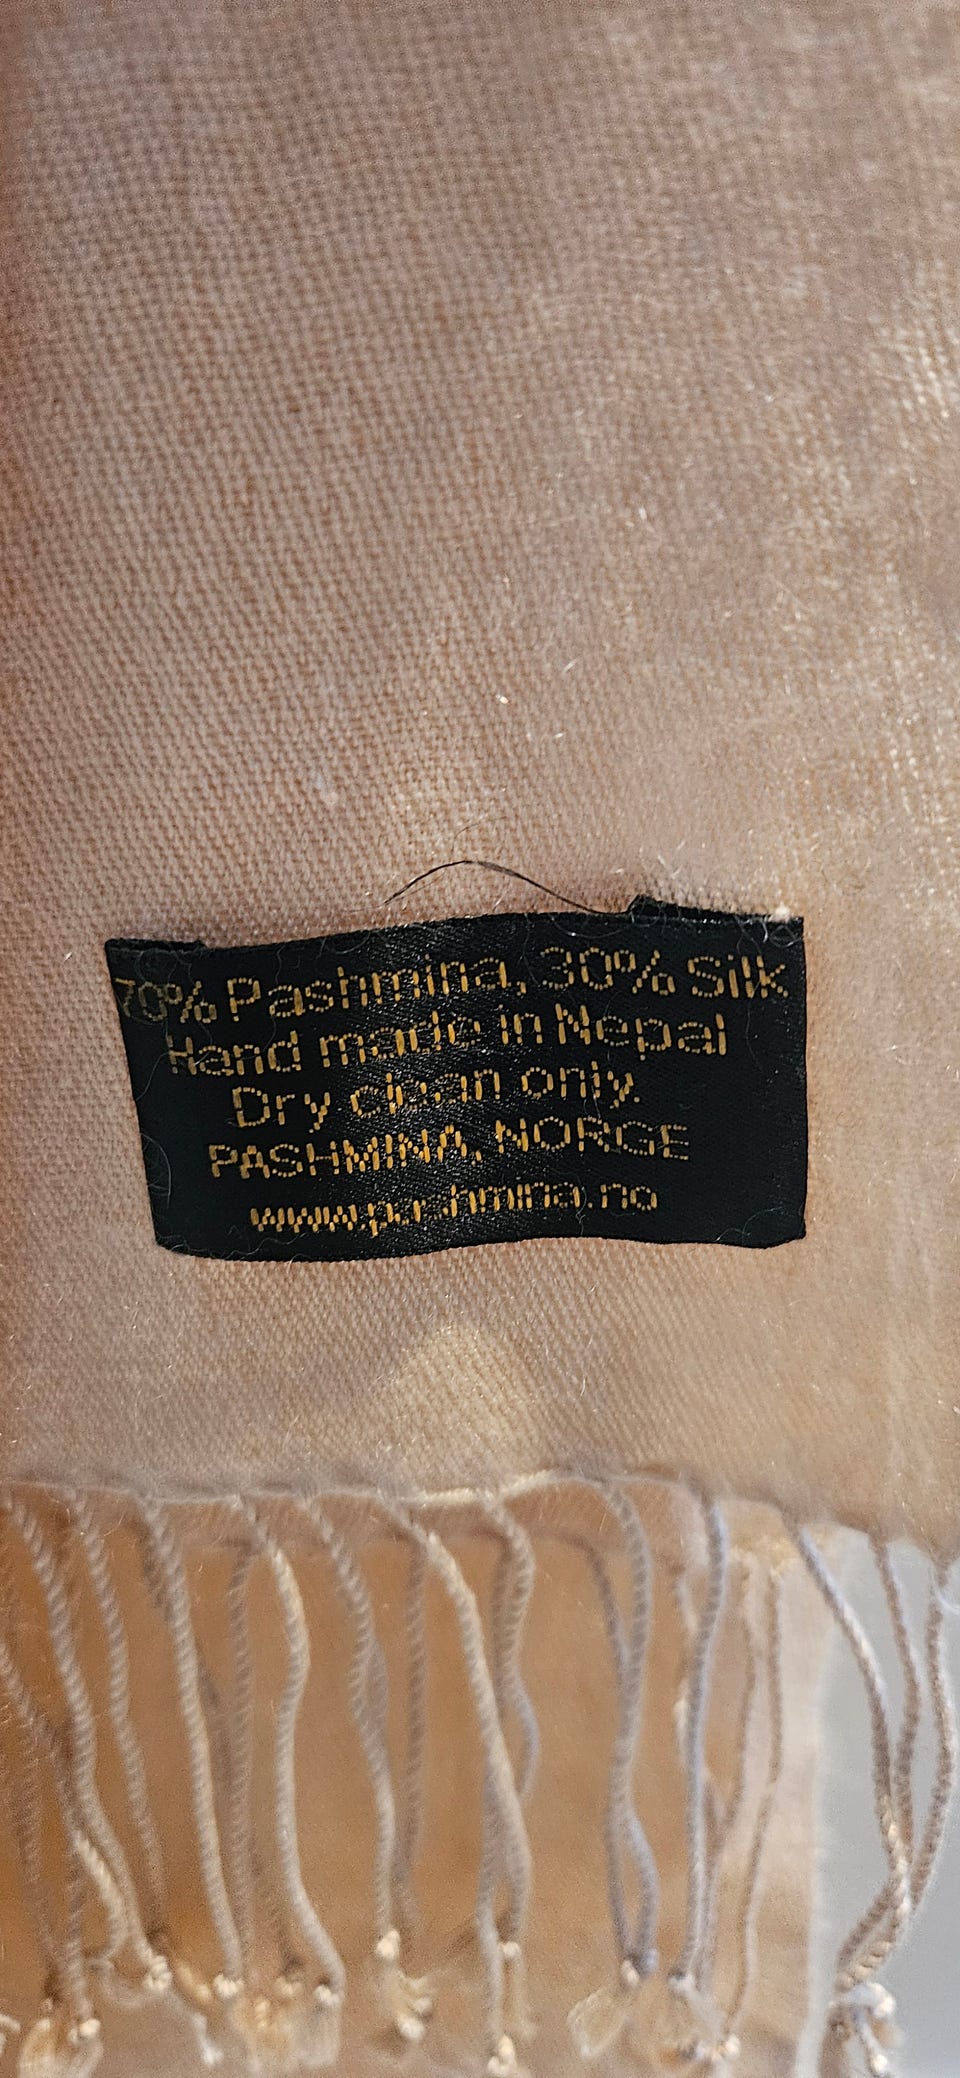 70% Pashmina, 30% Silk
Hand made in Nepal
Dry clean only.
PASHMINA, NORGE
www.pashmina.no